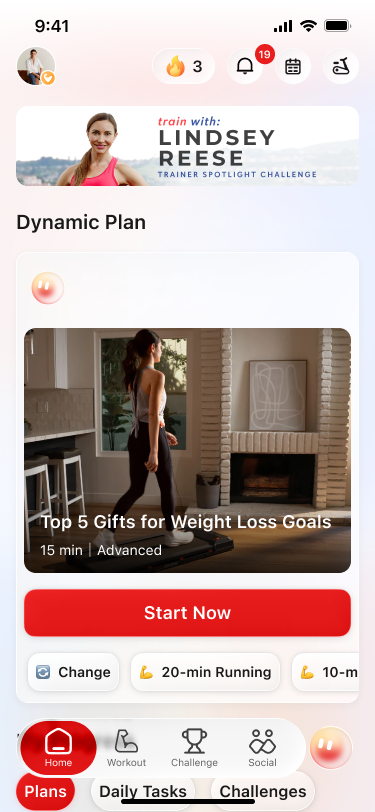 9:41
3
19
train with:
LINDSEY
REESE
TRAINER SPOTLIGHT CHALLENGE
Dynamic Plan
Top 5 Gifts for Weight Loss Goals
15 min | Advanced
Start Now
Change
20-min Running
10-m
Home
Workout
Challenge
Social
Plans
Daily Tasks
Challenges